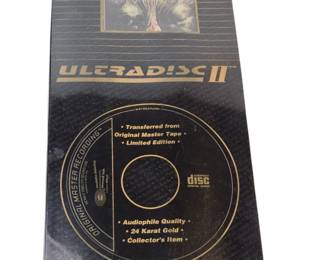 ULTRADISC II
• Transferred from
Original Master Tape •
• Limited Edition •
ORIGINAL MASTER RECORDING
disc
• Audiophile Quality •
• 24 Karat Gold •
• Collector's Item •